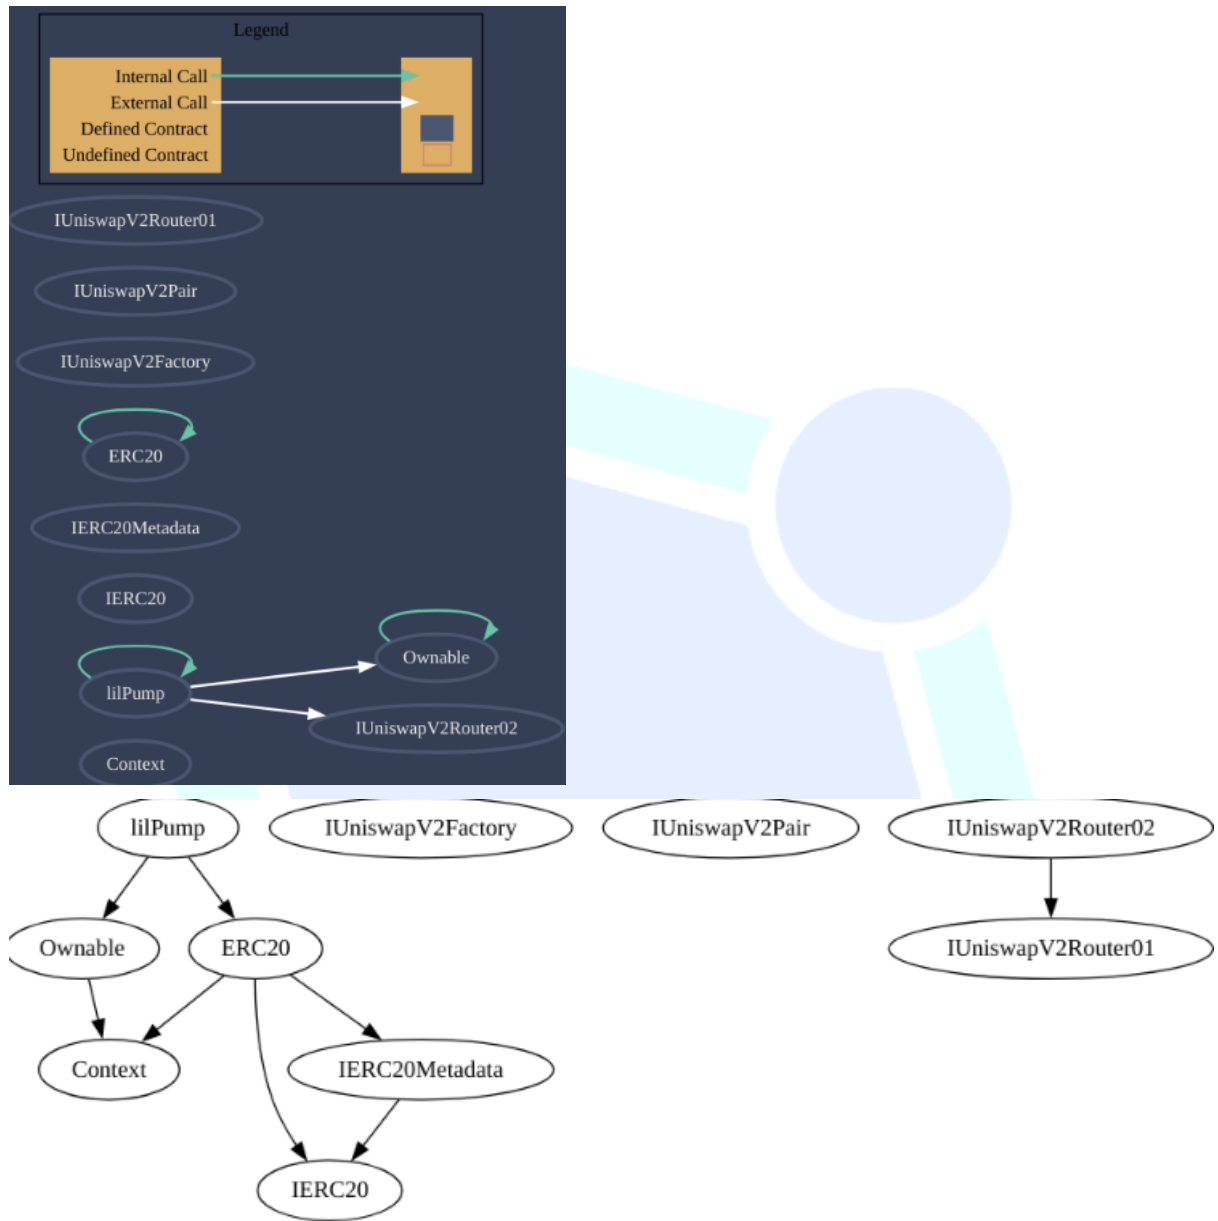 Legend
Internal Call
External Call
Defined Contract
Undefined Contract
IUniswapV2Router01
IUniswapV2Pair
IUniswapV2Factory
ERC20
IERC20Metadata
IERC20
Ownable
lilPump
IUniswapV2Router02
Context
lilPump IUniswapV2Factory IUniswapV2Pair IUniswapV2Router02
Ownable ERC20 IUniswapV2Router01
Context IERC20Metadata
IERC20